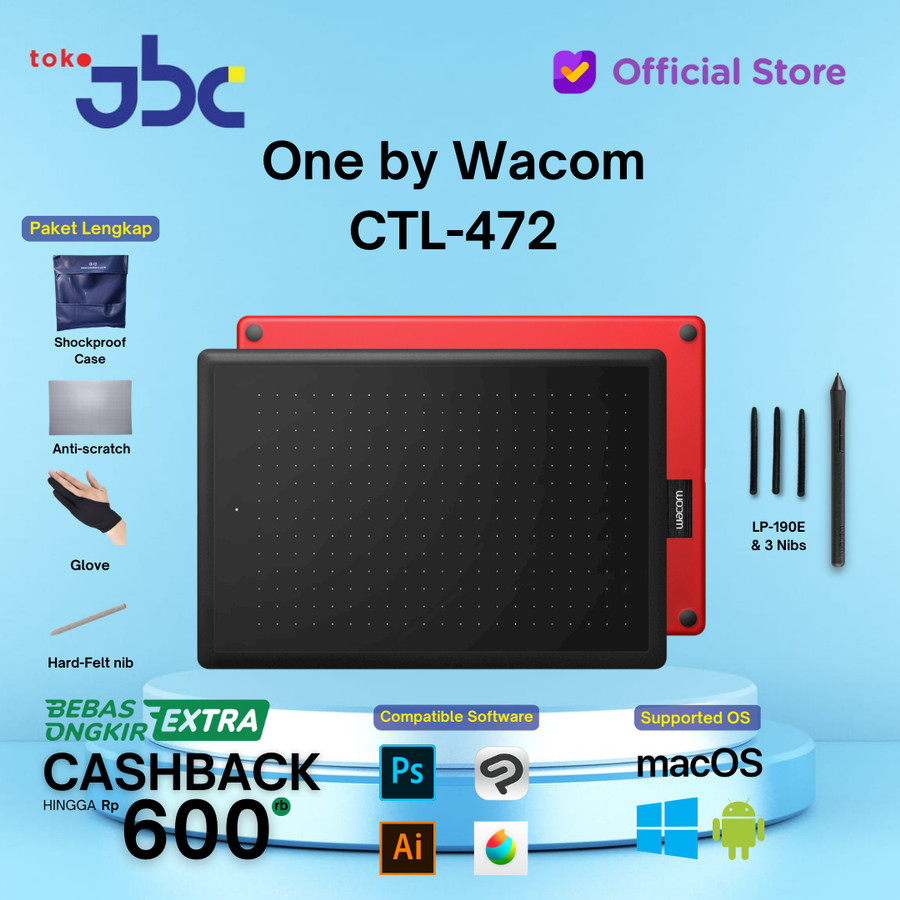 toko
Jbc
Official Store
One by Wacom
CTL-472
Paket Lengkap
Shockproof
Case
Anti-scratch
Glove
Hard-Felt nib
wacom
LP-190E
& 3 Nibs
BEBAS
ONGKIR EXTRA
CASHBACK
HINGGA Rp
600 rb
Compatible Software
Ps
Ai
Supported OS
macOS